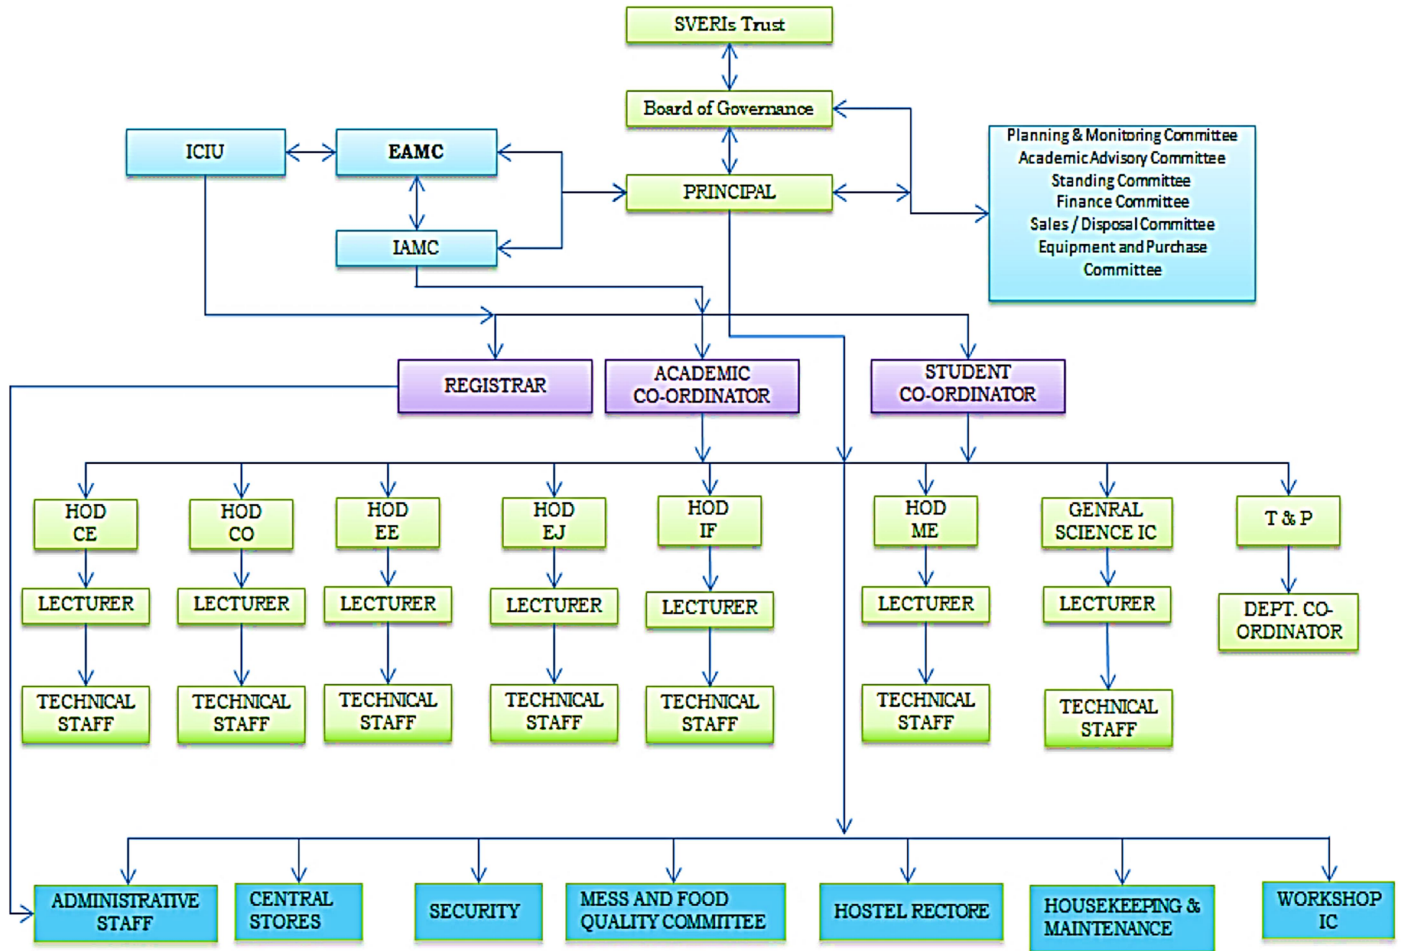 SVERIs Trust
Board of Governance
ICIU
EAMC
PRINCIPAL
IAMC
Planning & Monitoring Committee
Academic Advisory Committee
Standing Committee
Finance Committee
Sales / Disposal Committee
Equipment and Purchase
Committee
REGISTRAR
ACADEMIC
CO-ORDINATOR
STUDENT
CO-ORDINATOR
HOD
CE
HOD
CO
HOD
EE
HOD
EJ
HOD
IF
HOD
ME
GENRAL
SCIENCE IC
T & P
LECTURER
LECTURER
LECTURER
LECTURER
LECTURER
LECTURER
LECTURER
DEPT. CO-
ORDINATOR
TECHNICAL
STAFF
TECHNICAL
STAFF
TECHNICAL
STAFF
TECHNICAL
STAFF
TECHNICAL
STAFF
TECHNICAL
STAFF
TECHNICAL
STAFF
ADMINISTRATIVE
STAFF
CENTRAL
STORES
SECURITY
MESS AND FOOD
QUALITY COMMITTEE
HOSTEL RECTORE
HOUSEKEEPING &
MAINTENANCE
WORKSHOP
IC